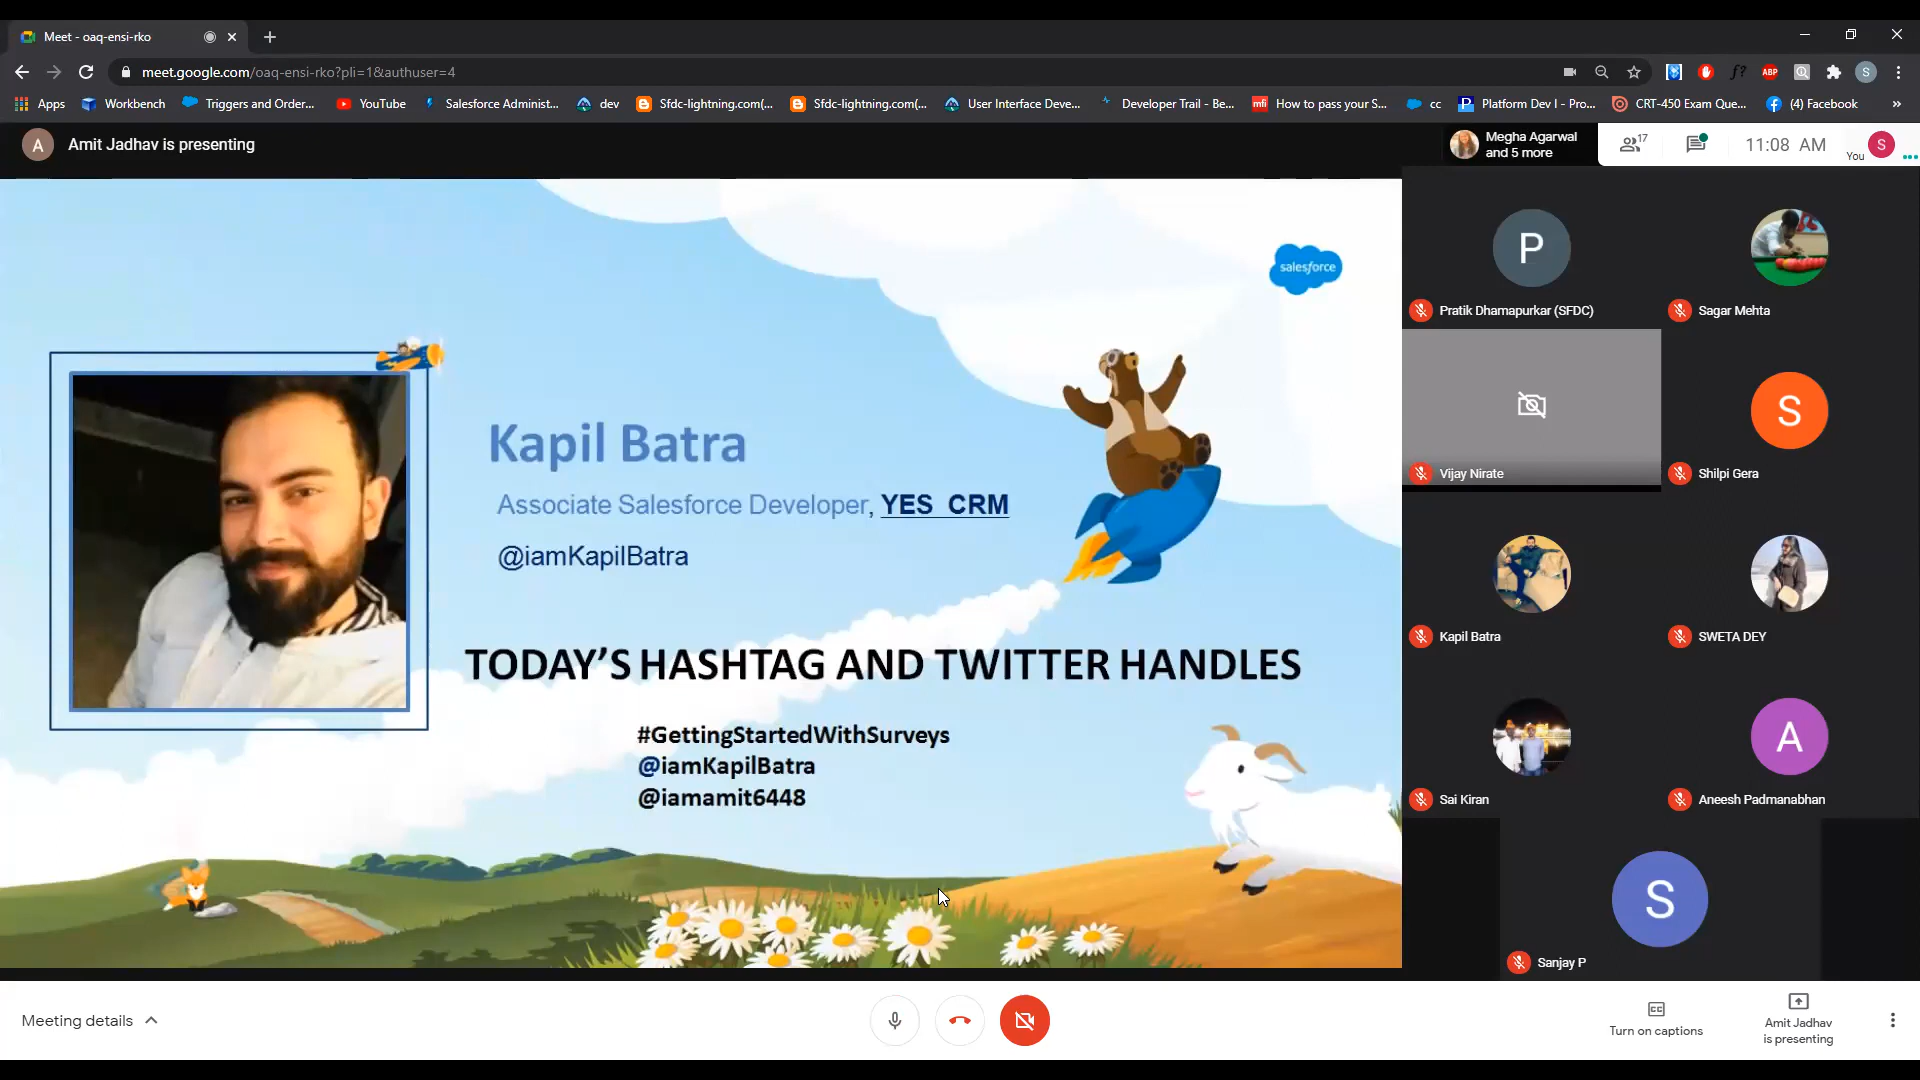 Meet - oaq-ensi-rko
meet.google.com/oaq-ensi-rko?pli=1&authuser=4
ABP
S
Apps
Workbench
Triggers and Order...
YouTube
Salesforce Administ...
dev
Sfdc-lightning.com(...
Sfdc-lightning.com(...
User Interface Deve...
Developer Trail - Be...
mfi
How to pass your S...
cc
P
Platform Dev I - Pro...
CRT-450 Exam Que...
(4) Facebook
»
A
Amit Jadhav is presenting
Megha Agarwal
and 5 more
17
11:08 AM
You
S
salesforce
Kapil Batra
Associate Salesforce Developer, YES CRM
@iamKapilBatra
TODAY'S HASHTAG AND TWITTER HANDLES
#GettingStartedWithSurveys
@iamKapilBatra
@iamamit6448
P
Pratik Dhamapurkar (SFDC)
Sagar Mehta
Vijay Nirate
S
Shilpi Gera
Kapil Batra
SWETA DEY
Sai Kiran
A
Aneesh Padmanabhan
S
Sanjay P
Meeting details
Turn on captions
Amit Jadhav
is presenting